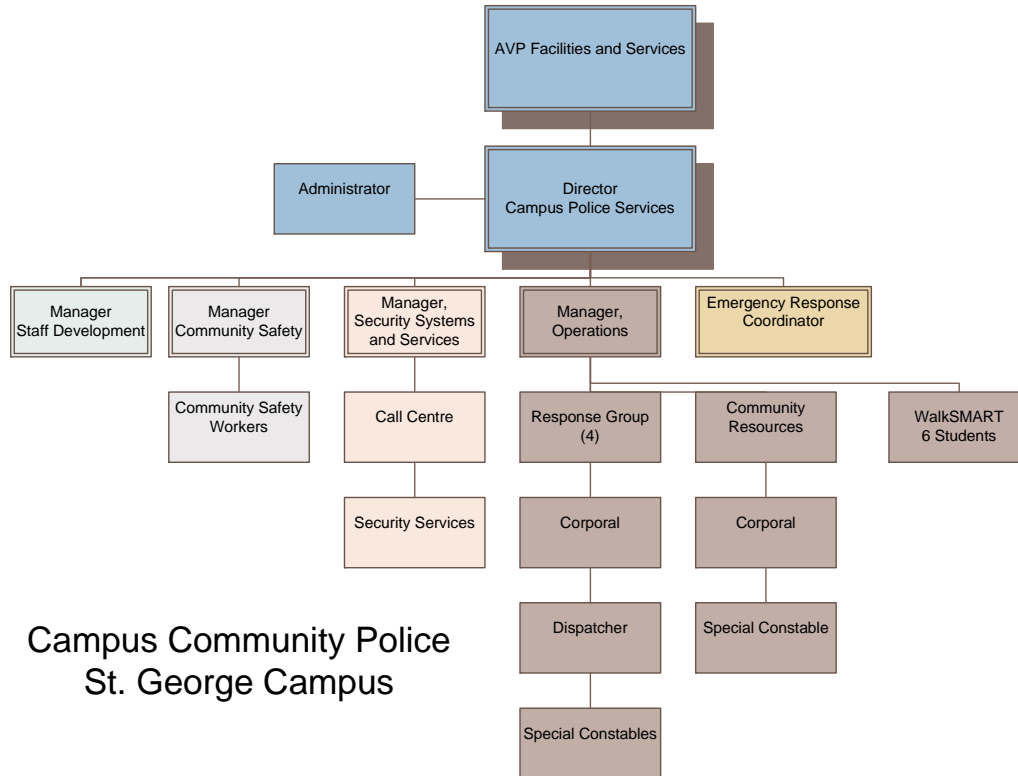 AVP Facilities and Services
Administrator
Director
Campus Police Services
Manager
Staff Development
Manager
Community Safety
Manager,
Security Systems
and Services
Manager,
Operations
Emergency Response
Coordinator
Community Safety
Workers
Call Centre
Response Group
(4)
Community
Resources
WalkSMART
6 Students
Security Services
Corporal
Corporal
Dispatcher
Special Constable
Special Constables
Campus Community Police
St. George Campus